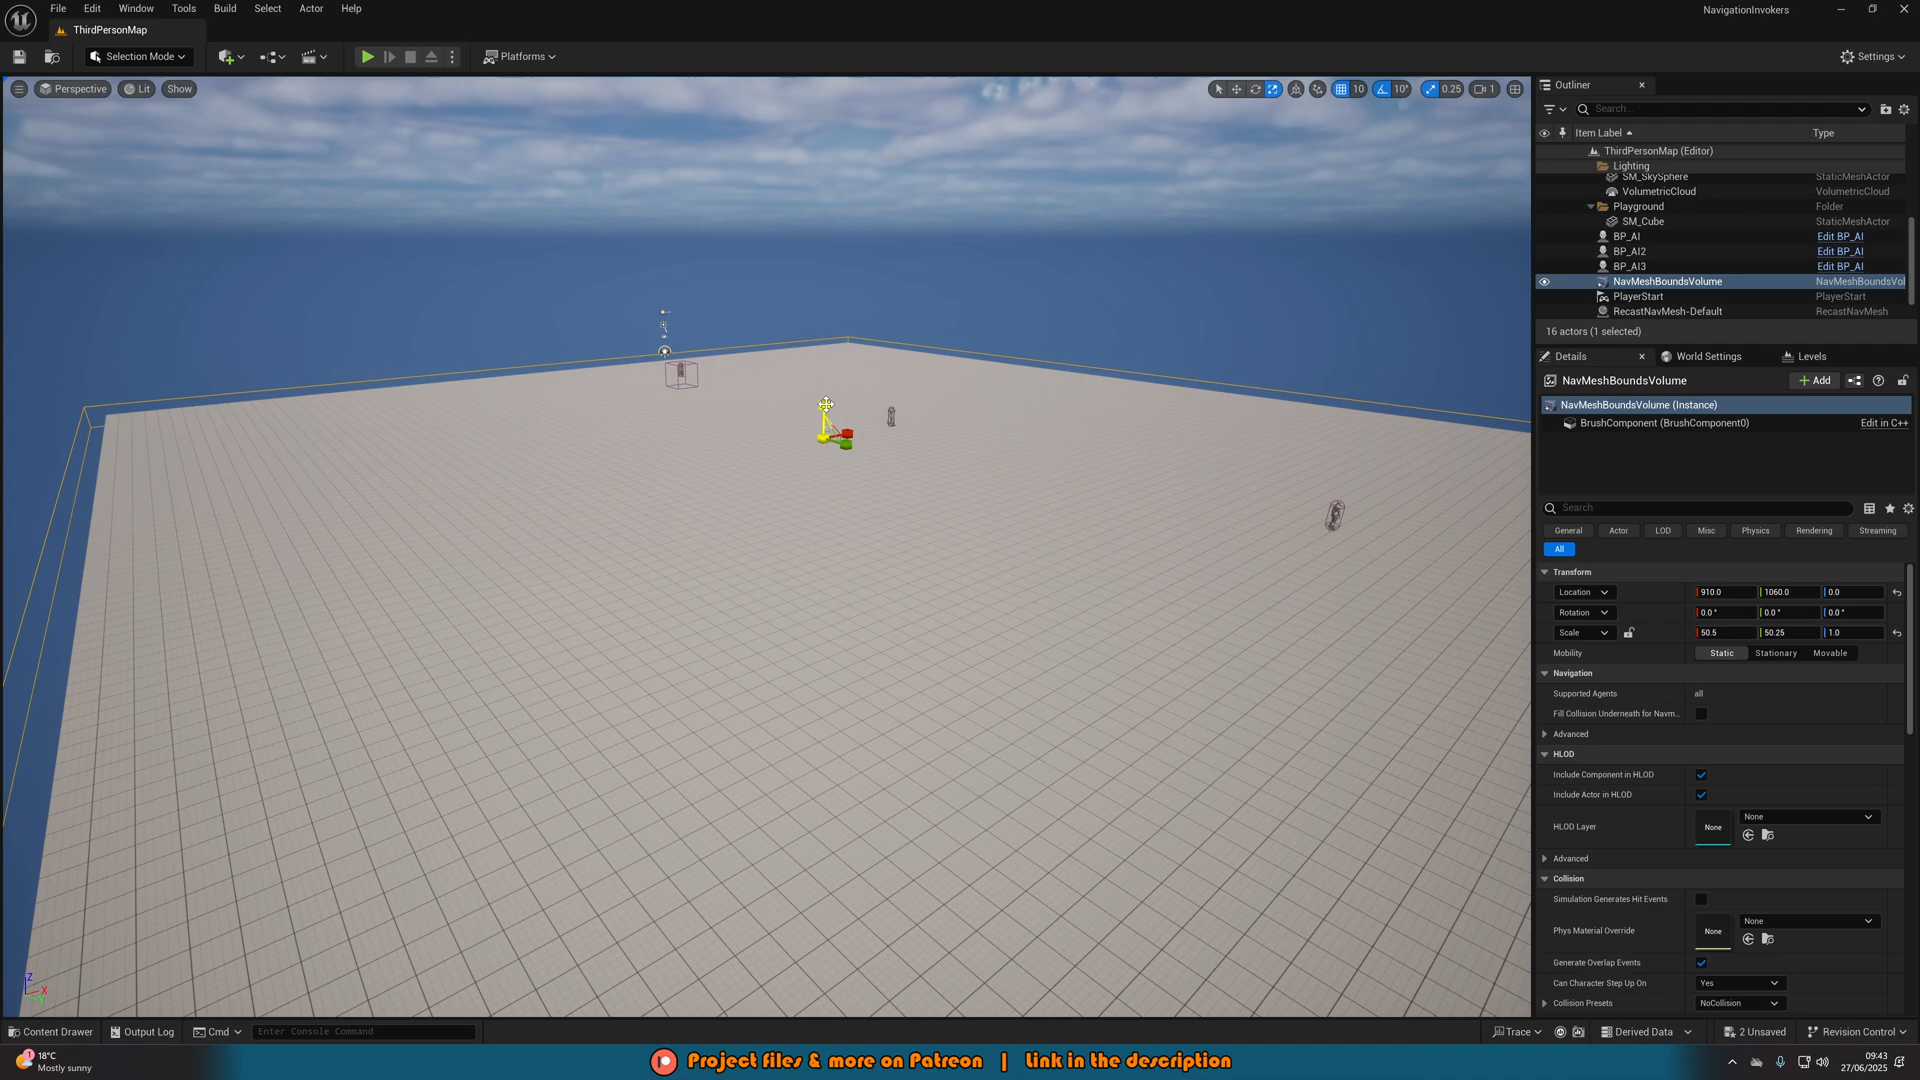 File Edit Window Tools Build Select Actor Help
NavigationInvokers
ThirdPersonMap
Selection Mode
Platforms
Settings
Perspective Lit Show
10 10° 0.25 1
Outliner
Search...
Item Label Type
ThirdPersonMap (Editor)
Lighting
SM_SkySphere StaticMeshActor
VolumetricCloud VolumetricCloud
Playground Folder
SM_Cube StaticMeshActor
BP_AI Edit BP_AI
BP_AI2 Edit BP_AI
BP_AI3 Edit BP_AI
NavMeshBoundsVolume NavMeshBoundsVol
PlayerStart PlayerStart
RecastNavMesh-Default RecastNavMesh
16 actors (1 selected)
Details World Settings Levels
NavMeshBoundsVolume
Add
NavMeshBoundsVolume (Instance)
BrushComponent (BrushComponent0) Edit in C++
Search
General Actor LOD Misc Physics Rendering Streaming
All
Transform
Location 910.0 1060.0 0.0
Rotation 0.0 ° 0.0 ° 0.0 °
Scale 50.5 50.25 1.0
Mobility Static Stationary Movable
Navigation
Supported Agents all
Fill Collision Underneath for Navm...
Advanced
HLOD
Include Component in HLOD
Include Actor in HLOD
HLOD Layer None None
Advanced
Collision
Simulation Generates Hit Events
Phys Material Override None None
Generate Overlap Events
Can Character Step Up On Yes
Collision Presets NoCollision
Z
X
Y
Content Drawer Output Log Cmd Enter Console Command
Trace Derived Data 2 Unsaved Revision Control
1
18°C
Mostly sunny
Project files & more on Patreon | Link in the description
09:43
27/06/2025